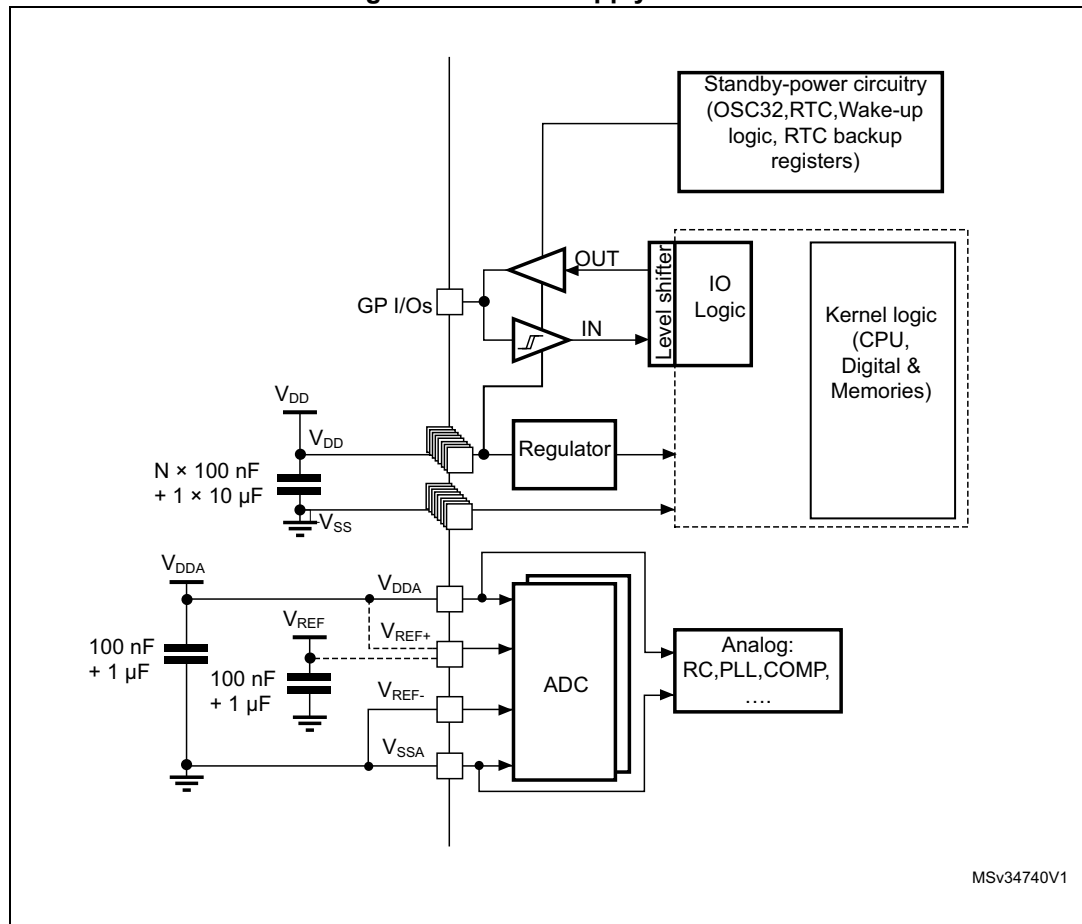 Standby-power circuitry
(OSC32,RTC,Wake-up
logic, RTC backup
registers)
OUT
Level shifter
IO
Logic
GP I/Os
IN
Kernel logic
(CPU,
Digital &
Memories)
VDD
VDD
Regulator
N × 100 nF
+ 1 × 10 µF
VSS
VDDA
VDDA
VREF
VREF+
100 nF
+ 1 µF
100 nF
+ 1 µF
VREF-
VSSA
ADC
Analog:
RC,PLL,COMP,
....
MSv34740V1